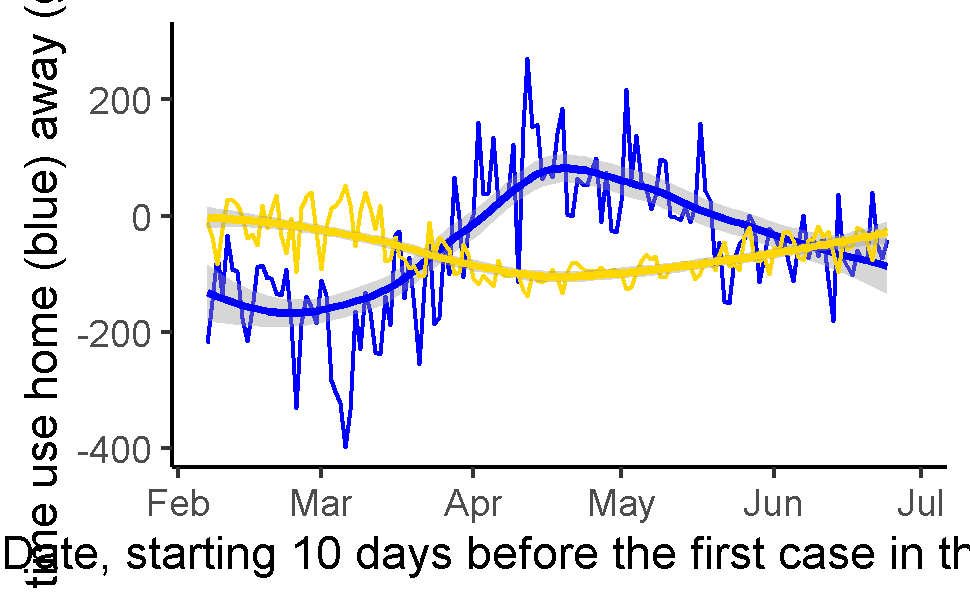 time use home (blue) away (
200
0
-200
-400
Feb Mar Apr May Jun Jul
Date, starting 10 days before the first case in th